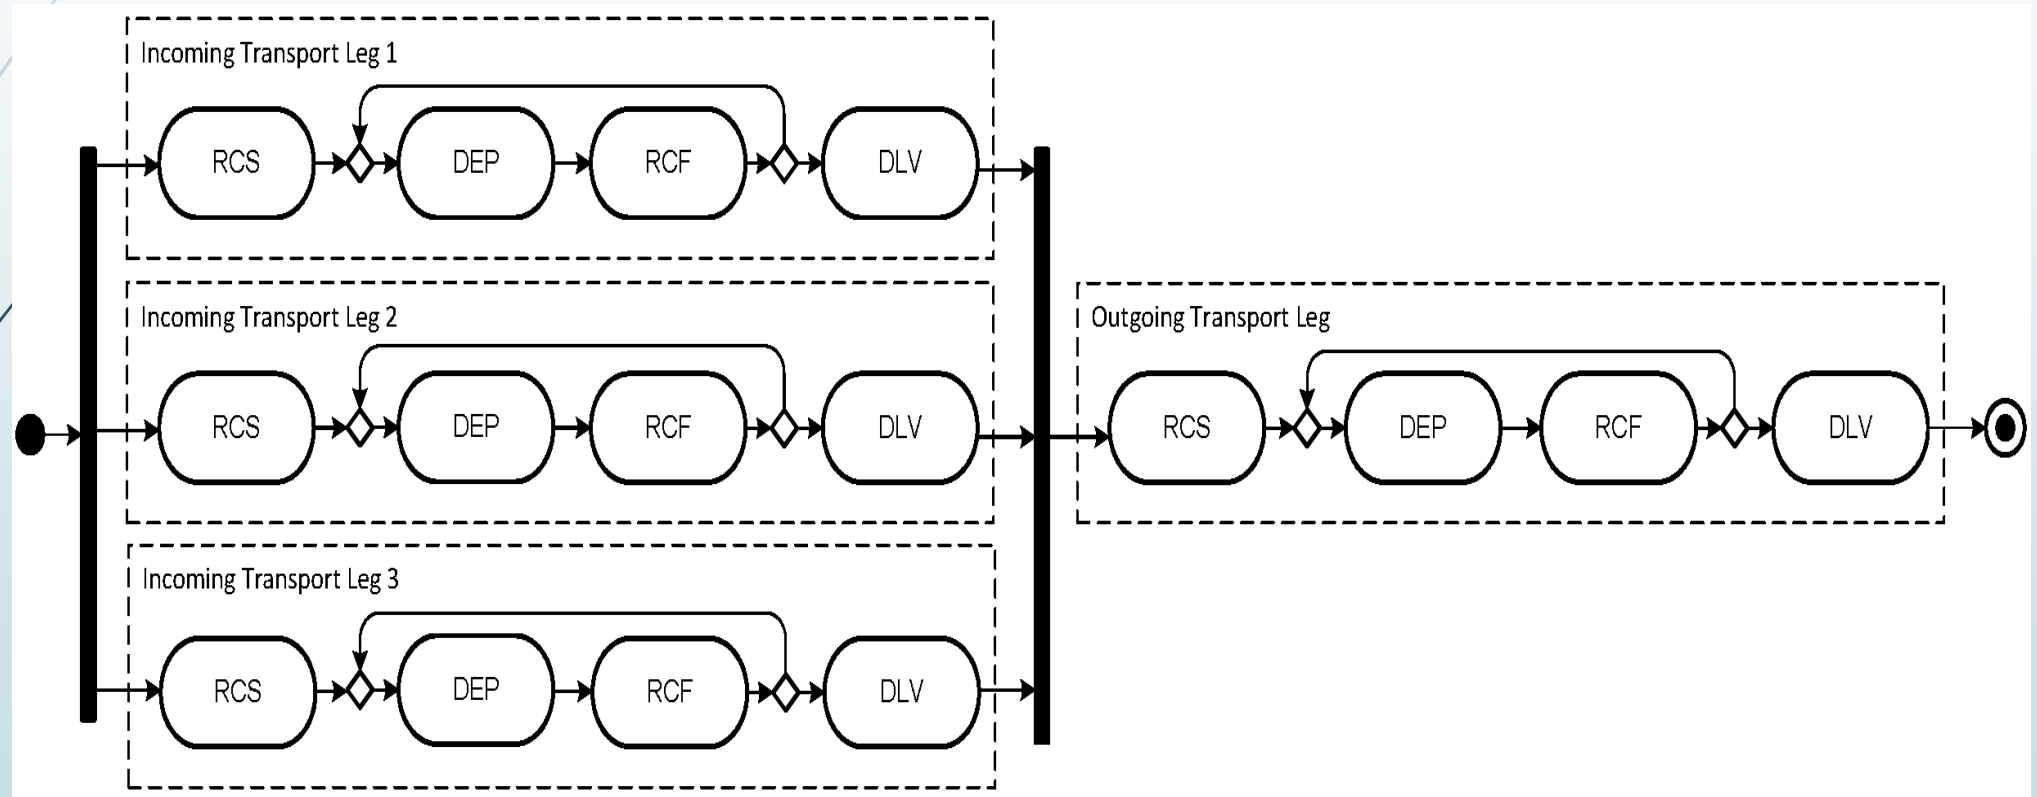 Incoming Transport Leg 1
RCS DEP RCF DLV
Incoming Transport Leg 2
RCS DEP RCF DLV
Outgoing Transport Leg
RCS DEP RCF DLV
Incoming Transport Leg 3
RCS DEP RCF DLV